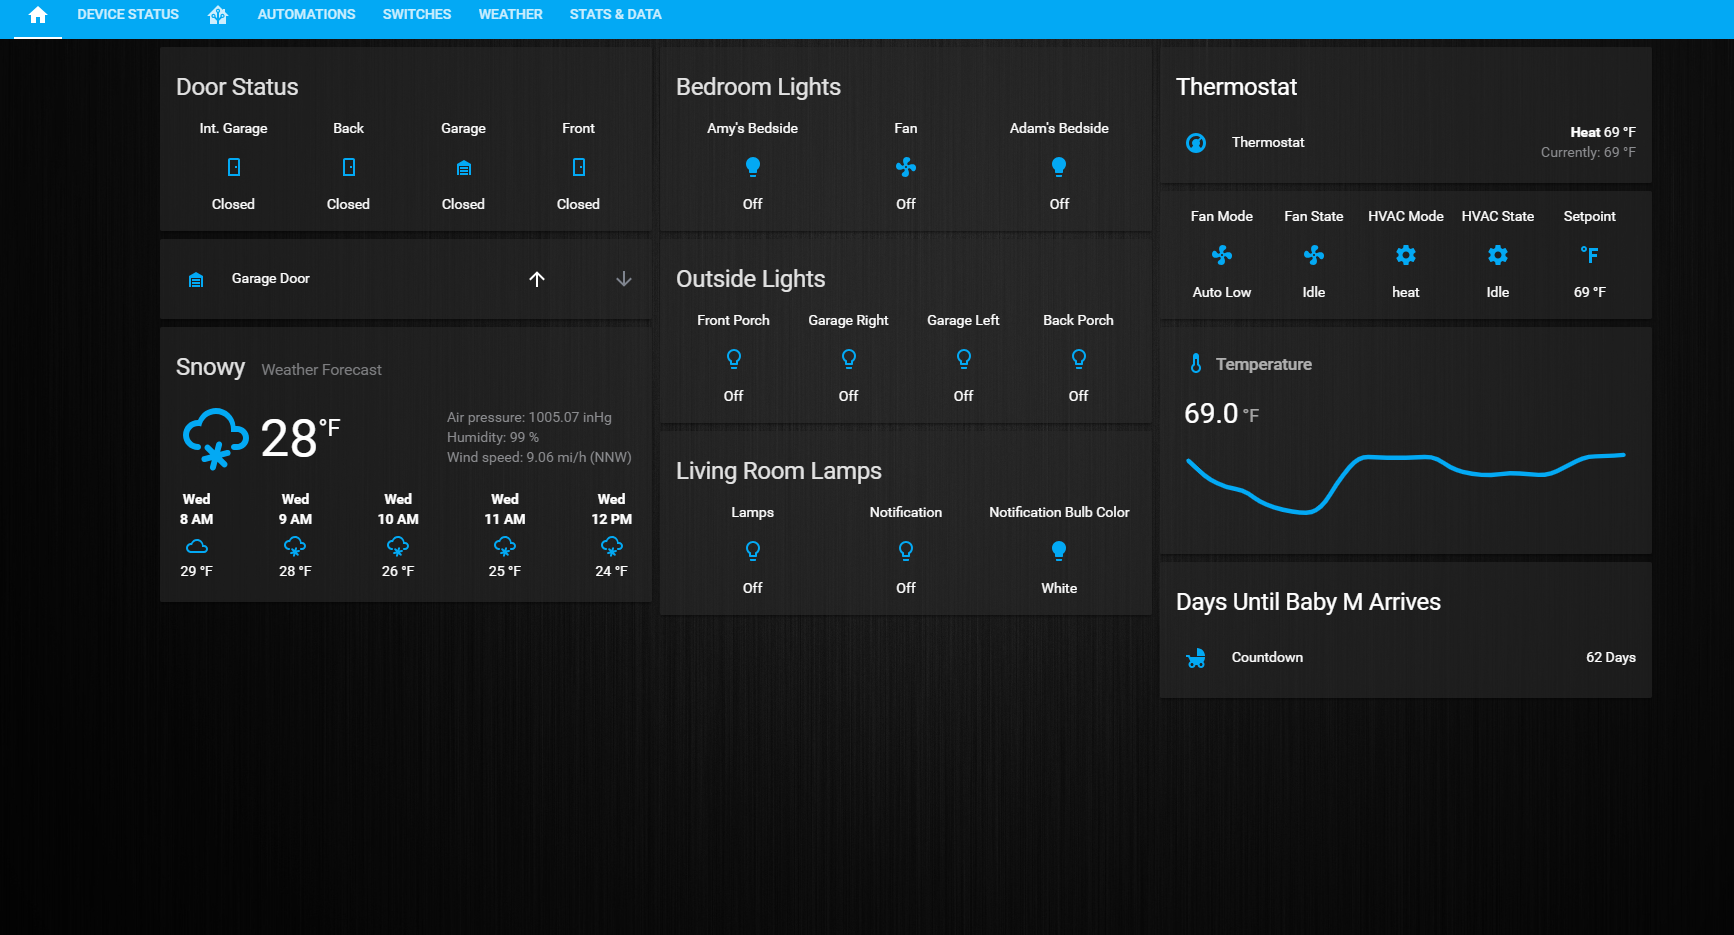 DEVICE STATUS AUTOMATIONS SWITCHES WEATHER STATS & DATA
Door Status
Int. Garage Back Garage Front
Closed Closed Closed Closed
Garage Door
Snowy Weather Forecast
28 °F
Air pressure: 1005.07 inHg
Humidity: 99 %
Wind speed: 9.06 mi/h (NNW)
Wed Wed Wed Wed Wed
8 AM 9 AM 10 AM 11 AM 12 PM
29 °F 28 °F 26 °F 25 °F 24 °F
Bedroom Lights
Amy's Bedside Fan Adam's Bedside
Off Off Off
Outside Lights
Front Porch Garage Right Garage Left Back Porch
Off Off Off Off
Living Room Lamps
Lamps Notification Notification Bulb Color
Off Off White
Thermostat
Thermostat Heat 69 °F
Currently: 69 °F
Fan Mode Fan State HVAC Mode HVAC State Setpoint
°F
Auto Low Idle heat Idle 69 °F
Temperature
69.0 °F
Days Until Baby M Arrives
Countdown 62 Days